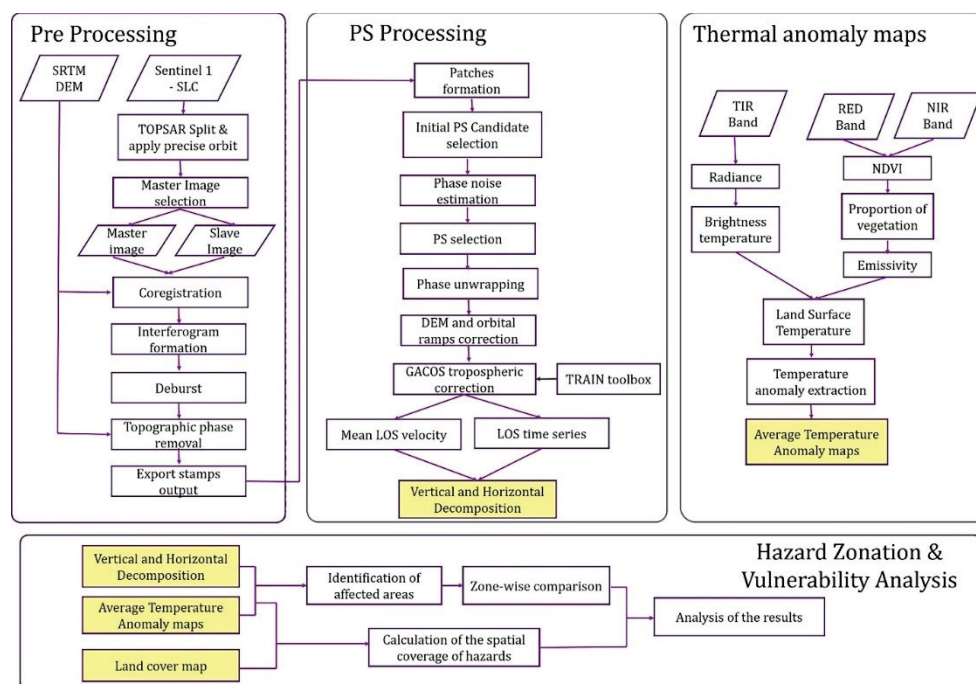 Pre Processing
SRTM
DEM
Sentinel 1
- SLC
TOPSAR Split &
apply precise orbit
Master Image
selection
Master
image
Slave
Image
Coregistration
Interferogram
formation
Deburst
Topographic phase
removal
Export stamps
output
PS Processing
Patches
formation
Initial PS Candidate
selection
Phase noise
estimation
PS selection
Phase unwrapping
DEM and orbital
ramps correction
GACOS tropospheric
correction
TRAIN toolbox
Mean LOS velocity
LOS time series
Vertical and Horizontal
Decomposition
Thermal anomaly maps
TIR
Band
RED
Band
NIR
Band
Radiance
NDVI
Brightness
temperature
Proportion of
vegetation
Emissivity
Land Surface
Temperature
Temperature
anomaly extraction
Average Temperature
Anomaly maps
Hazard Zonation &
Vulnerability Analysis
Vertical and Horizontal
Decomposition
Average Temperature
Anomaly maps
Land cover map
Identification of
affected areas
Zone-wise comparison
Calculation of the spatial
coverage of hazards
Analysis of the results